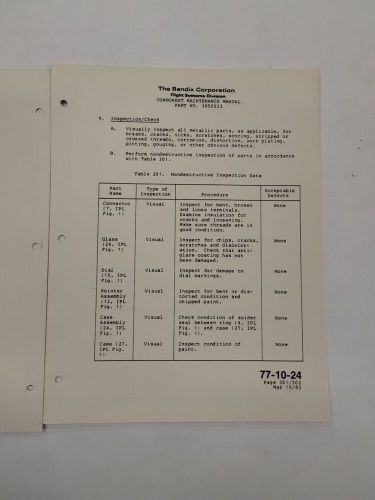 The Bendix Corporation
Flight Systems Division
COMPONENT MAINTENANCE MANUAL
PART NO. 3950223
4. Inspection/Check
A. Visually inspect all metallic parts, as applicable, for
breaks, cracks, nicks, scratches, scoring, stripped or
crossed threads, corrosion, distortion, worn plating,
pitting, gouging, or other obvious defects.
B. Perform nondestructive inspection of parts in accordance
with Table 301.
Table 301. Nondestructive Inspection Data
Part Name Type of Inspection Procedure Acceptable Defects
Connector Visual Inspect for bent, broken None
(7, IPL and loose terminals.
Fig. 1) Examine insulation for
cracks and loosening.
Make sure threads are in
good condition.
Glass Visual Inspect for chips, cracks, None
(26, IPL scratches and discolor-
Fig. 1) ation. Check that anti-
glare coating has not
been damaged.
Dial Visual Inspect for damage to None
(15, IPL dial markings.
Fig. 1)
Pointer Visual Inspect for bent or dis- None
Assembly torted condition and
(12, IPL chipped paint.
Fig. 1)
Case Visual Check condition of solder None
Assembly seal between ring (9, IPL
(24, IPL Fig. 1) and case (27, IPL
Fig. 1) Fig. 1).
Case (27, Visual Inspect condition of None
IPL Fig. paint.
1)
77-10-24
Page 301/302
Mar 15/83